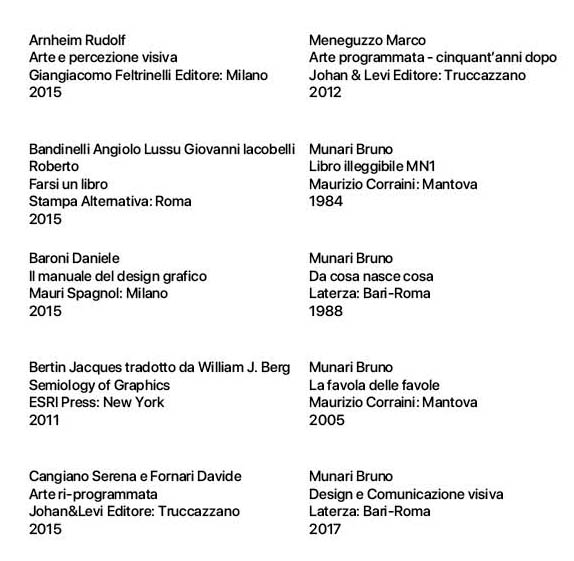 Arnheim Rudolf
Arte e percezione visiva
Giangiacomo Feltrinelli Editore: Milano
2015
Bandinelli Angiolo Lussu Giovanni Iacobelli
Roberto
Farsi un libro
Stampa Alternativa: Roma
2015
Baroni Daniele
Il manuale del design grafico
Mauri Spagnol: Milano
2015
Bertin Jacques tradotto da William J. Berg
Semiology of Graphics
ESRI Press: New York
2011
Cangiano Serena e Fornari Davide
Arte ri-programmata
Johan&Levi Editore: Truccazzano
2015
Meneguzzo Marco
Arte programmata - cinquant'anni dopo
Johan & Levi Editore: Truccazzano
2012
Munari Bruno
Libro illeggibile MN1
Maurizio Corraini: Mantova
1984
Munari Bruno
Da cosa nasce cosa
Laterza: Bari-Roma
1988
Munari Bruno
La favola delle favole
Maurizio Corraini: Mantova
2005
Munari Bruno
Design e Comunicazione visiva
Laterza: Bari-Roma
2017